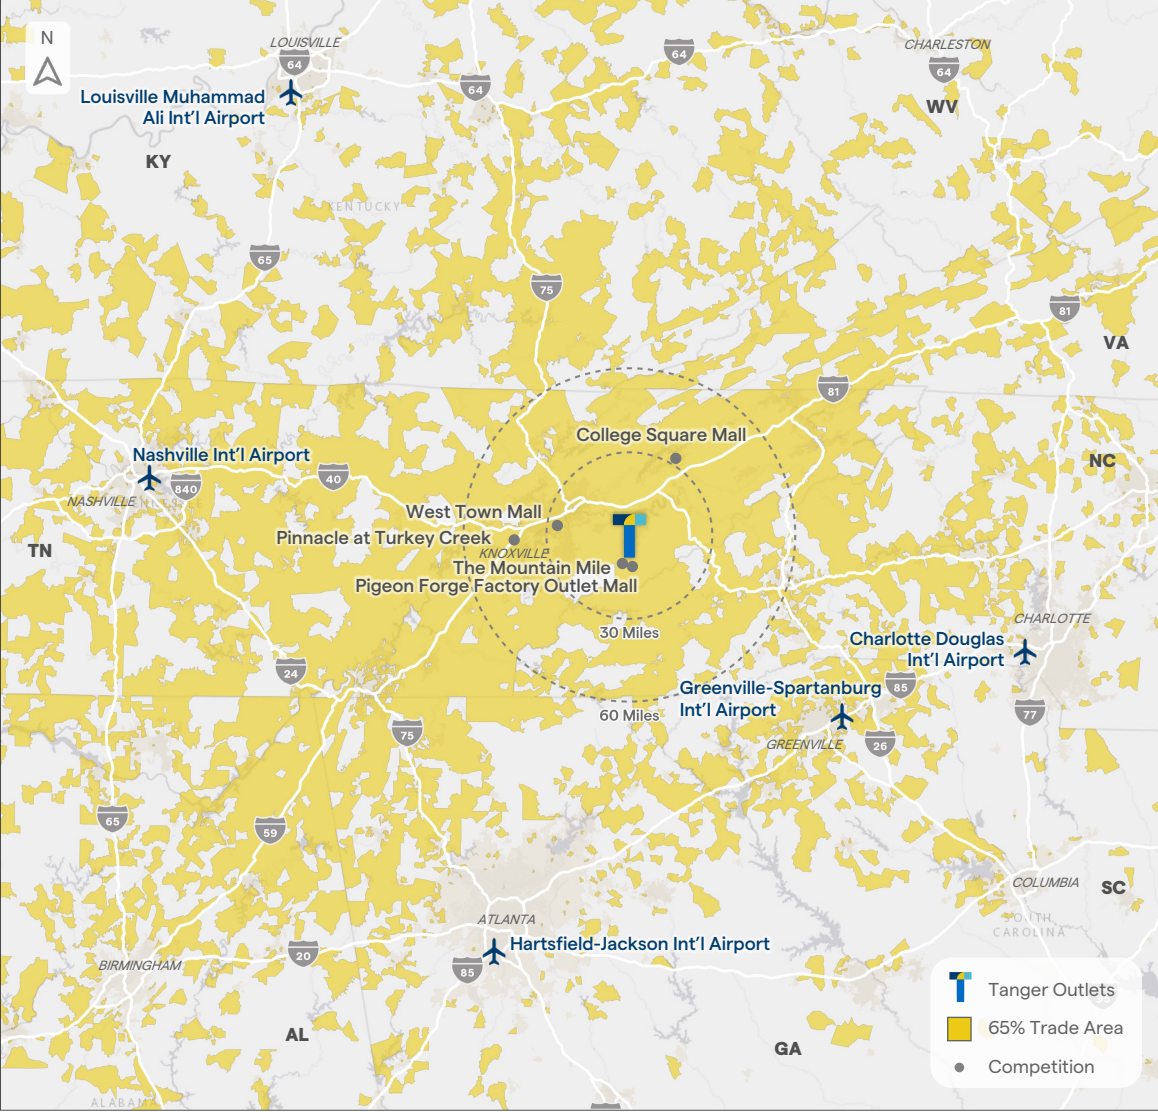 N
LOUISVILLE
64
64
64
CHARLESTON
64
Louisville Muhammad
Ali Int'l Airport
WV
KY
KENTUCKY
65
75
81
VA
81
College Square Mall
Nashville Int'l Airport
40
840
NASHVILLE
NC
West Town Mall
Pinnacle at Turkey Creek
KNOXVILLE
TN
The Mountain Mile
Pigeon Forge Factory Outlet Mall
30 Miles
CHARLOTTE
Charlotte Douglas
Int'l Airport
24
85
Greenville-Spartanburg
Int'l Airport
60 Miles
77
75
GREENVILLE
26
65
59
COLUMBIA
SC
SOUTH
CAROLINA
ATLANTA
Hartsfield-Jackson Int'l Airport
20
85
BIRMINGHAM
AL
GA
ALABAMA
Tanger Outlets
65% Trade Area
Competition